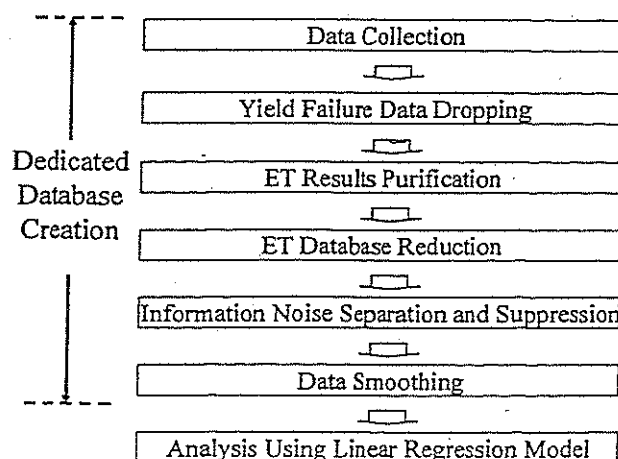 Data Collection
Yield Failure Data Dropping
ET Results Purification
ET Database Reduction
Information Noise Separation and Suppression
Data Smoothing
Analysis Using Linear Regression Model
Dedicated
Database
Creation